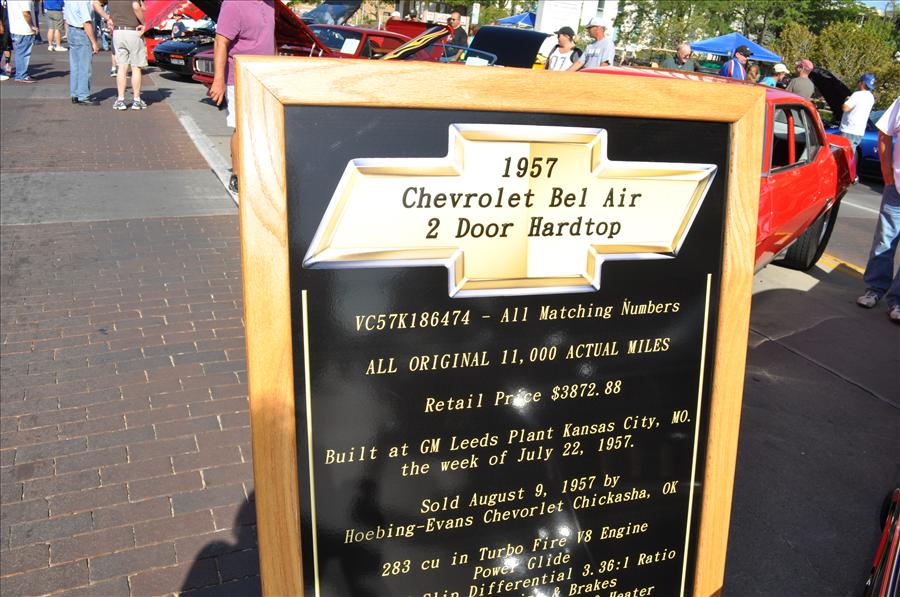 1957
Chevrolet Bel Air
2 Door Hardtop
VC57K186474 - All Matching Numbers
ALL ORIGINAL 11,000 ACTUAL MILES
Retail Price $3872.88
Built at GM Leeds Plant Kansas City, MO.
the week of July 22, 1957.
Sold August 9, 1957 by
Hoebing-Evans Chevorlet Chickasha, OK
283 cu in Turbo Fire V8 Engine
Power Glide
Slip Differential 3.36:1 Ratio
& Brakes
Heater